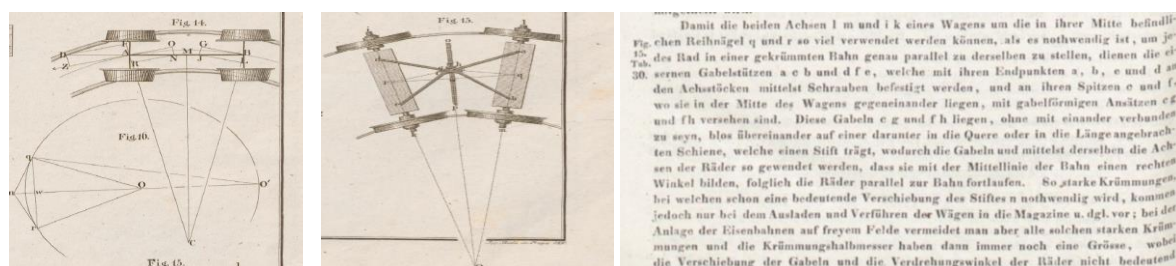 Fig. 14.
Fig. 16.
Fig. 15.
Fig. 15.
Damit die beiden Achsen l m und i k eines Wagens um die in ihrer Mitte befindli-
Fig. chen Reihnägel q und r so viel verwendet werden können, als es nothwendig ist, um je-
15. des Rad in einer gekrümmten Bahn genau parallel zu derselben zu stellen, dienen die ei-
Tab. sernen Gabelstützen a c b und d f e, welche mit ihren Endpunkten a, b, e und d an
30. den Achsstöcken mittelst Schrauben befestigt werden, und an ihren Spitzen c und f,
wo sie in der Mitte des Wagens gegeneinander liegen, mit gabelförmigen Ansätzen c g
und f h versehen sind. Diese Gabeln c g und f h liegen, ohne mit einander verbunden
zu seyn, blos übereinander auf einer darunter in die Quere oder in die Länge angebrach-
ten Schiene, welche einen Stift trägt, wodurch die Gabeln und mittelst derselben die Ach-
sen der Räder so gewendet werden, dass sie mit der Mittellinie der Bahn einen rechten
Winkel bilden, folglich die Räder parallel zur Bahn fortlaufen. So starke Krümmungen,
bei welchen schon eine bedeutende Verschiebung des Stiftes n nothwendig wird, kommen
jedoch nur bei dem Ausladen und Verführen der Wägen in die Magazine u. dgl. vor; bei der
Anlage der Eisenbahnen auf freyem Felde vermeidet man aber alle solchen starken Krüm-
mungen und die Krümmungshalbmesser haben dann immer noch eine Grösse, wobei
die Verschiebung der Gabeln und die Verdrehungswinkel der Räder nicht bedeutend